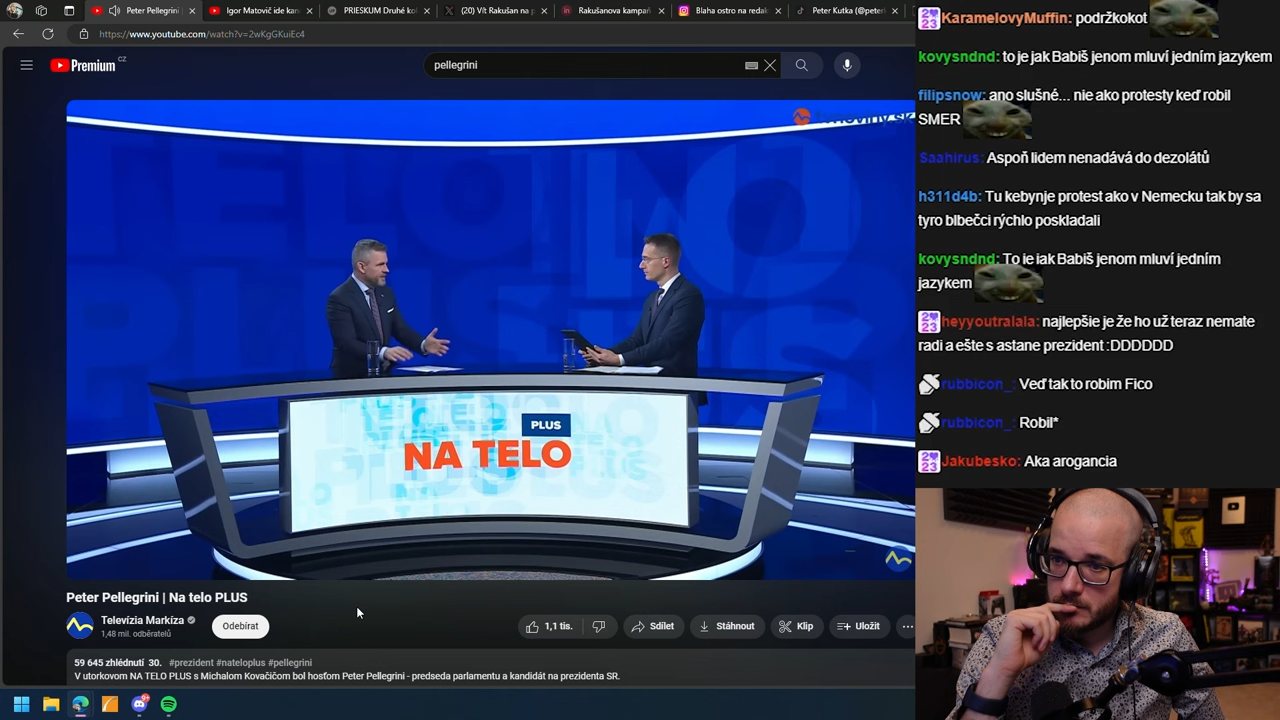 Peter Pellegrini
Igor Matovič ide kan
PRIESKUM Druhé kol
(20) Vít Rakušan na p
Rakušanova kampaň
Blaha ostro na redak
Peter Kutka (@peter
https://www.youtube.com/watch?v=2wKgGKuiEc4
Premium CZ
pellegrini
NA TELO
PLUS
Peter Pellegrini | Na telo PLUS
Televízia Markíza
1,48 mil. odběratelů
Odebírat
1,1 tis.
Sdílet
Stáhnout
Klip
Uložit
59 645 zhlédnutí 30. #prezident #nateloplus #pellegrini
V utorkovom NA TELO PLUS s Michalom Kovačičom bol hosťom Peter Pellegrini - predseda parlamentu a kandidát na prezidenta SR.
KaramelovyMuffin: podržkokot
kovysndnd: to je jak Babiš jenom mluví jedním jazykem
filipsnow: ano slušné... nie ako protesty keď robil
SMER
Saahirus: Aspoň lidem nenadává do dezolátů
h311d4b: Tu kebynje protest ako v Nemecku tak by sa
tyro blbečci rýchlo poskladali
kovysndnd: To je jak Babiš jenom mluví jedním
jazykem
heyyoutralala: najlepšie je že ho už teraz nemate
radi a ešte s astane prezident :DDDDDD
rubbicon_: Veď tak to robim Fico
rubbicon_: Robil*
Jakubesko: Aka arogancia